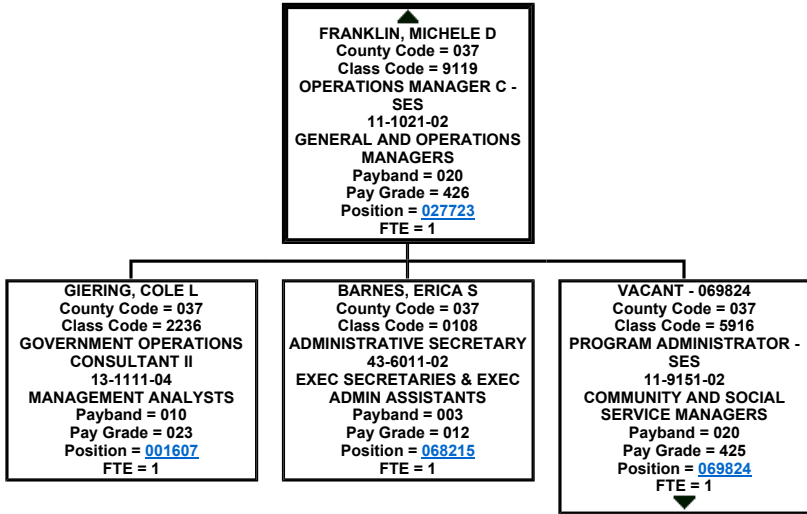 FRANKLIN, MICHELE D
County Code = 037
Class Code = 9119
OPERATIONS MANAGER C -
SES
11-1021-02
GENERAL AND OPERATIONS
MANAGERS
Payband = 020
Pay Grade = 426
Position = 027723
FTE = 1
GIERING, COLE L
County Code = 037
Class Code = 2236
GOVERNMENT OPERATIONS
CONSULTANT II
13-1111-04
MANAGEMENT ANALYSTS
Payband = 010
Pay Grade = 023
Position = 001607
FTE = 1
BARNES, ERICA S
County Code = 037
Class Code = 0108
ADMINISTRATIVE SECRETARY
43-6011-02
EXEC SECRETARIES & EXEC
ADMIN ASSISTANTS
Payband = 003
Pay Grade = 012
Position = 068215
FTE = 1
VACANT - 069824
County Code = 037
Class Code = 5916
PROGRAM ADMINISTRATOR -
SES
11-9151-02
COMMUNITY AND SOCIAL
SERVICE MANAGERS
Payband = 020
Pay Grade = 425
Position = 069824
FTE = 1